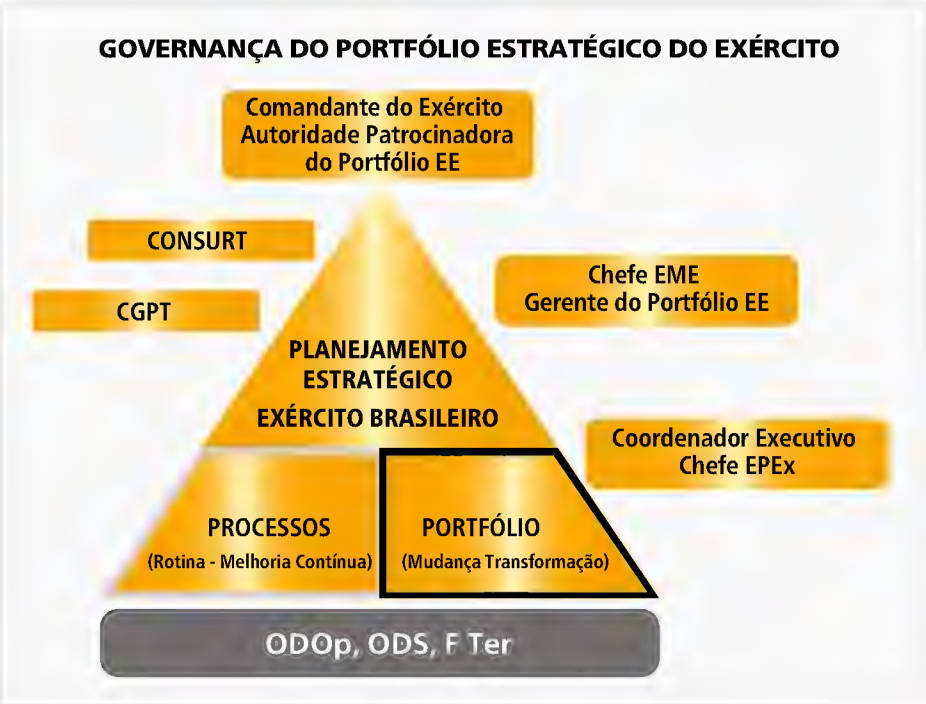 GOVERNANÇA DO PORTFÓLIO ESTRATÉGICO DO EXÉRCITO
Comandante do Exército
Autoridade Patrocinadora
do Portfólio EE
CONSURT
CGPT
Chefe EME
Gerente do Portfólio EE
PLANEJAMENTO
ESTRATÉGICO
EXÉRCITO BRASILEIRO
Coordenador Executivo
Chefe EPEx
PROCESSOS
(Rotina - Melhoria Contínua)
PORTFÓLIO
(Mudança Transformação)
ODOp, ODS, F Ter